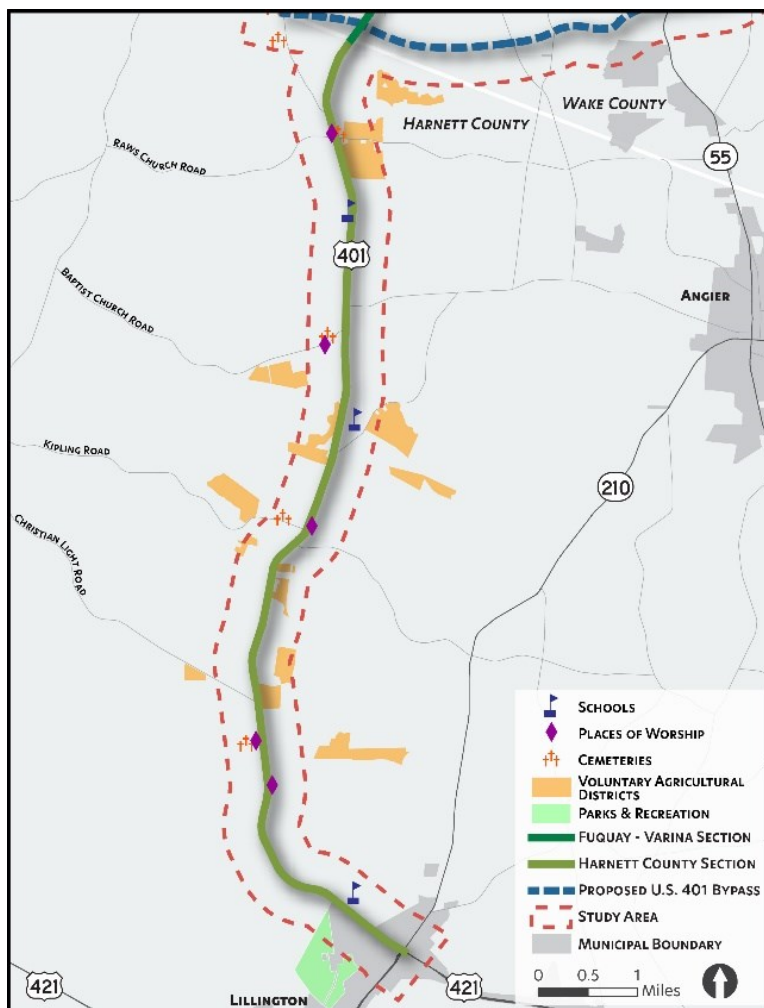 WAKE COUNTY
HARNETT COUNTY
55
RAWS CHURCH ROAD
401
BAPTIST CHURCH ROAD
ANGIER
KIPLING ROAD
210
CHRISTIAN LIGHT ROAD
SCHOOLS
PLACES OF WORSHIP
CEMETERIES
VOLUNTARY AGRICULTURAL
DISTRICTS
PARKS & RECREATION
FUQUAY - VARINA SECTION
HARNETT COUNTY SECTION
PROPOSED U.S. 401 BYPASS
STUDY AREA
MUNICIPAL BOUNDARY
0 0.5 1
MILES
421
421
LILLINGTON